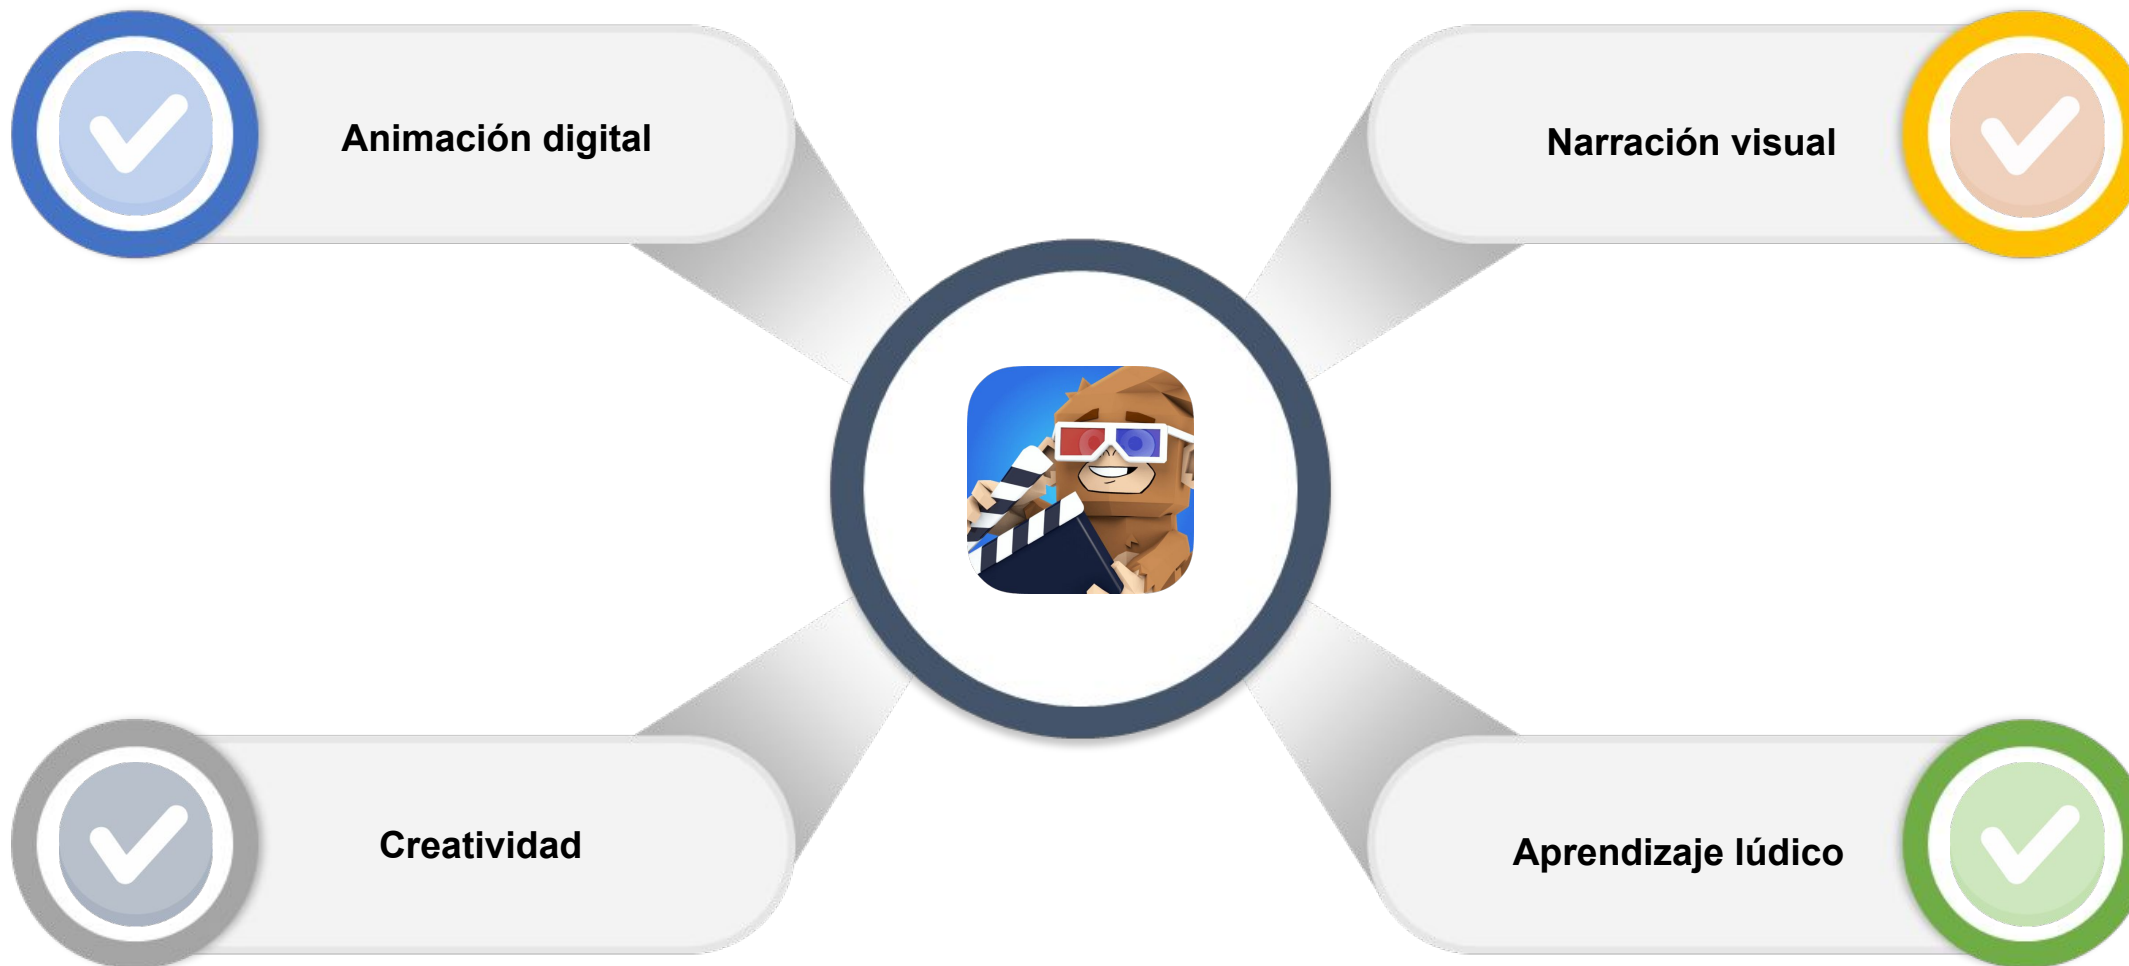 Animación digital
Narración visual
Creatividad
Aprendizaje lúdico